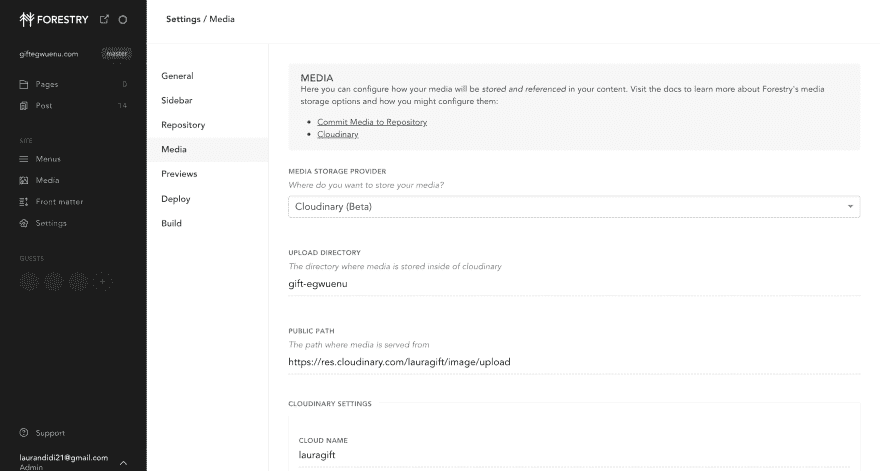 FORESTRY
giftegwuenu.com master
Pages 0
Post 14
SITE
Menus
Media
Front matter
Settings
GUESTS
+
Support
laurandidi21@gmail.com
Admin
Settings / Media
General
Sidebar
Repository
Media
Previews
Deploy
Build
MEDIA
Here you can configure how your media will be stored and referenced in your content. Visit the docs to learn more about Forestry's media
storage options and how you might configure them:
• Commit Media to Repository
• Cloudinary
MEDIA STORAGE PROVIDER
Where do you want to store your media?
Cloudinary (Beta)
UPLOAD DIRECTORY
The directory where media is stored inside of cloudinary
gift-egwuenu
PUBLIC PATH
The path where media is served from
https://res.cloudinary.com/lauragift/image/upload
CLOUDINARY SETTINGS
CLOUD NAME
lauragift